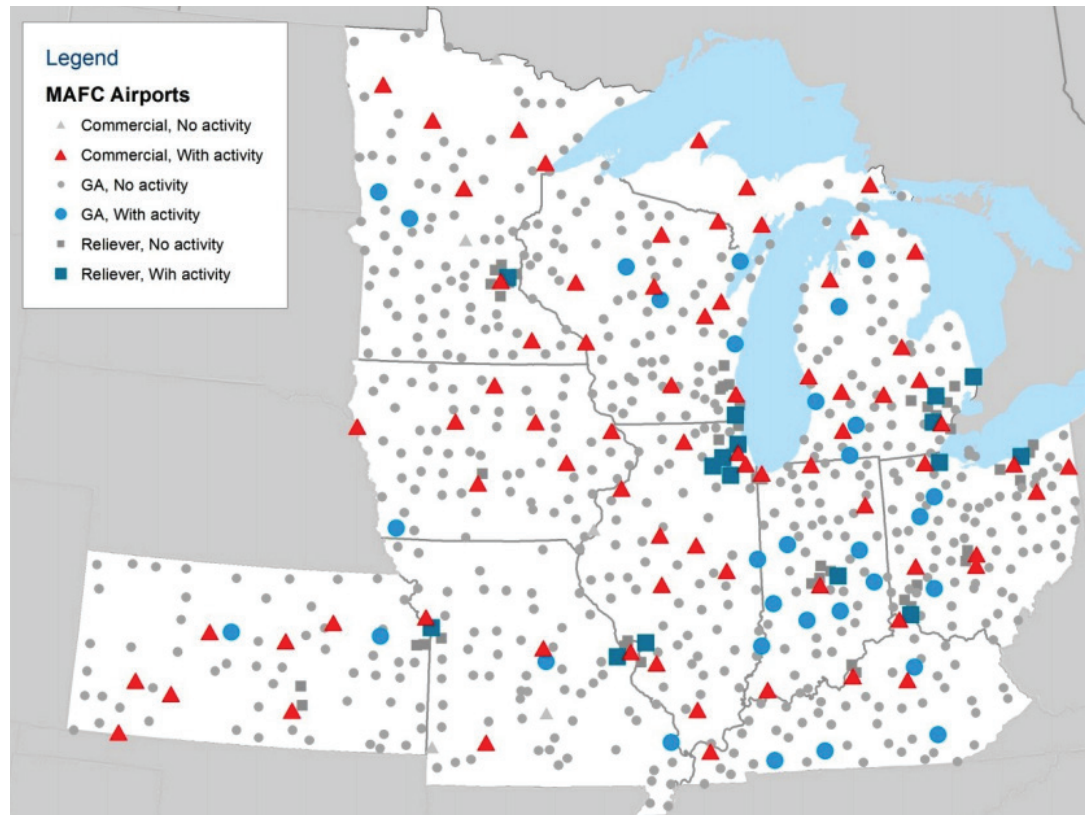 Legend
MAFC Airports
Commercial, No activity
Commercial, With activity
GA, No activity
GA, With activity
Reliever, No activity
Reliever, Wih activity